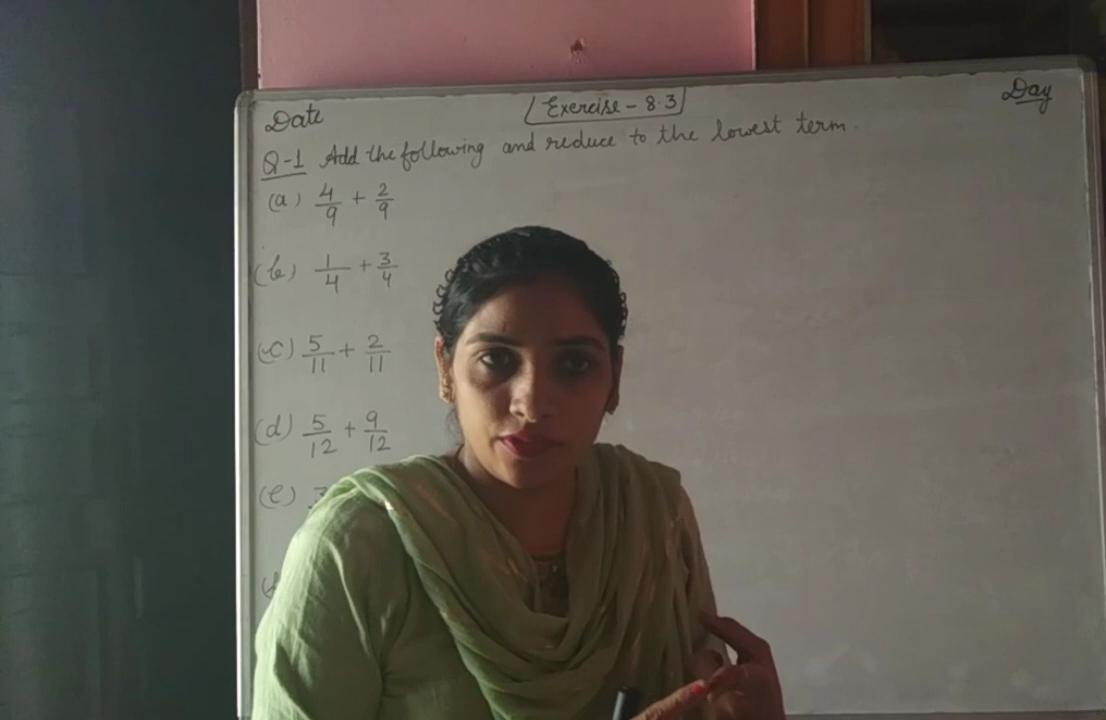 Date Exercise - 8.3 Day
Q-1 Add the following and reduce to the lowest term.
(a) 4/9 + 2/9
(b) 1/4 + 3/4
(c) 5/11 + 2/11
(d) 5/12 + 9/12
(e) 3